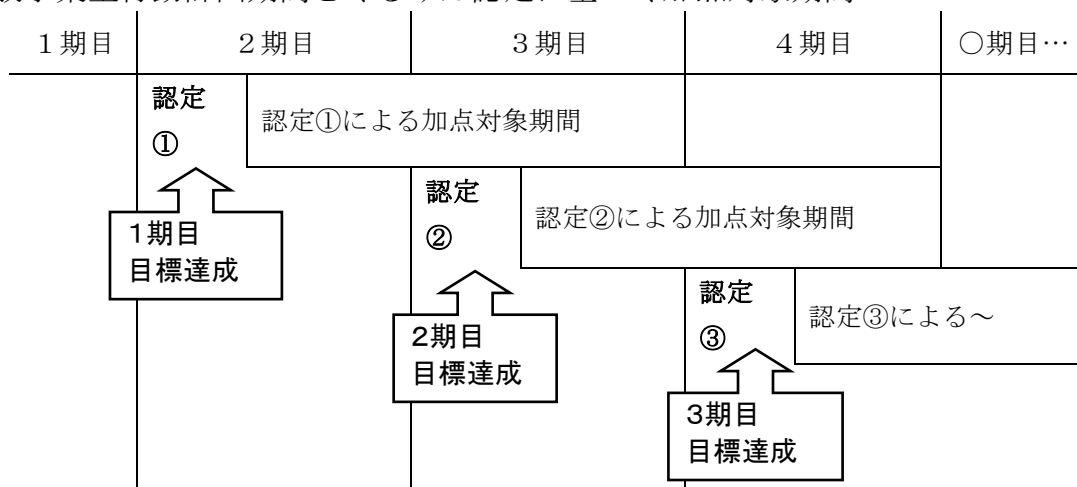 1期目 2期目 3期目 4期目 ○期目…
認定
①
認定①による加点対象期間
1期目
目標達成
認定
②
認定②による加点対象期間
2期目
目標達成
認定
③
認定③による~
3期目
目標達成